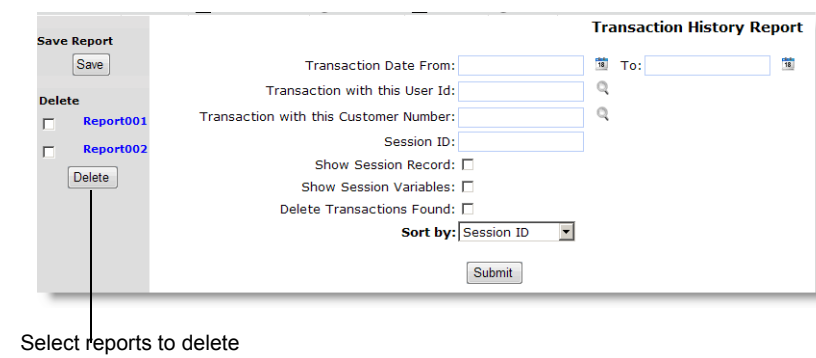 Transaction History Report
Save Report
Save
Delete
Report001
Report002
Delete
Transaction Date From: 18 To: 18
Transaction with this User Id:
Transaction with this Customer Number:
Session ID:
Show Session Record:
Show Session Variables:
Delete Transactions Found:
Sort by: Session ID
Submit
Select reports to delete